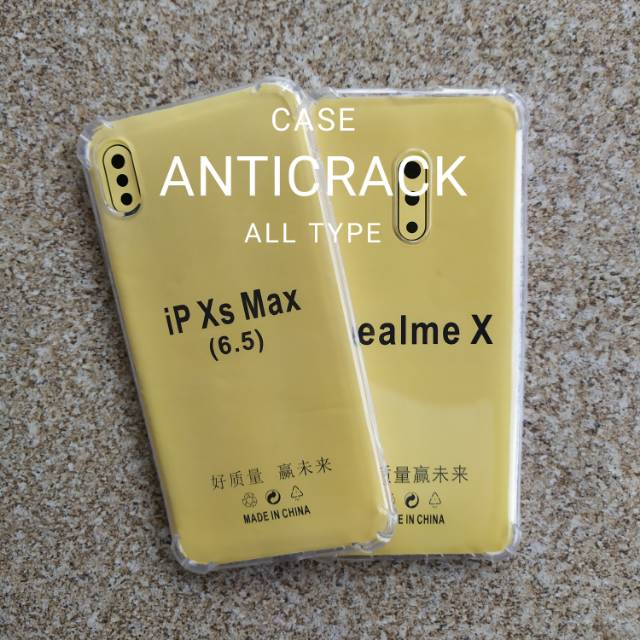 CASE
ANTICRACK
ALL TYPE
iP Xs Max
(6.5)
好质量 赢未来
MADE IN CHINA
ealme X
质量赢未来
E IN CHINA